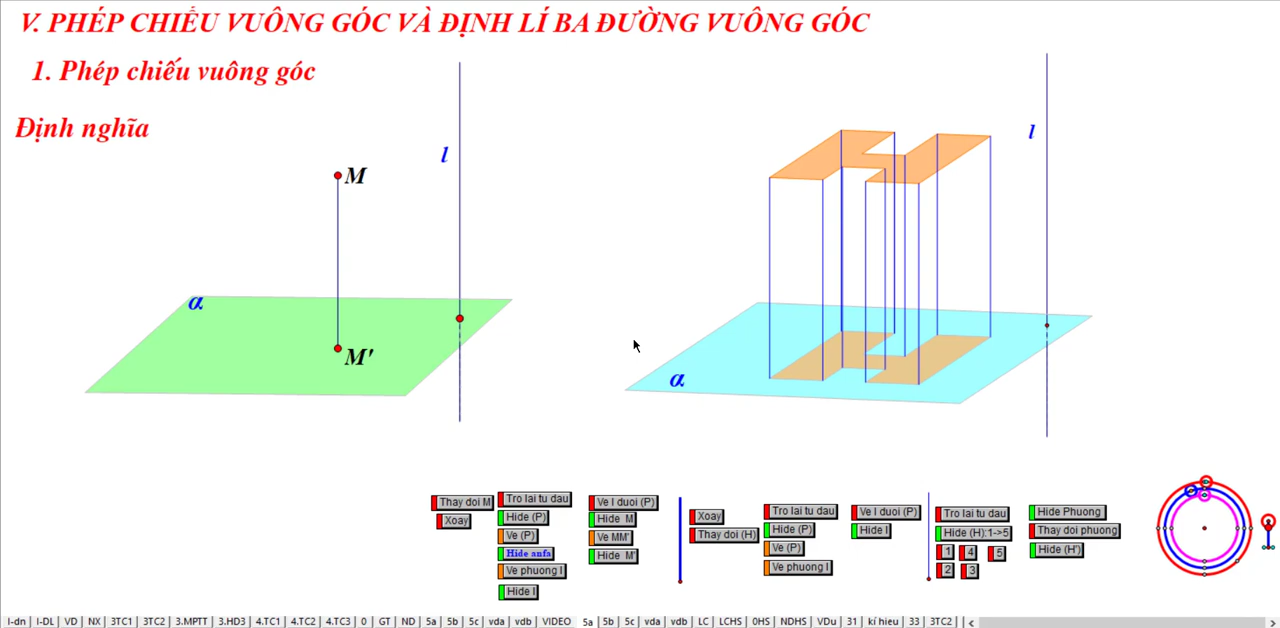 V. PHÉP CHIẾU VUÔNG GÓC VÀ ĐỊNH LÍ BA ĐƯỜNG VUÔNG GÓC
1. Phép chiếu vuông góc
Định nghĩa
l
M
α
M'
l
α
Thay doi M
Xoay
Tro lai tu dau
Hide (P)
Ve (P)
Hide anfa
Ve phuong l
Hide l
Ve l duoi (P)
Hide M
Ve MM'
Hide M'
Xoay
Thay doi (H)
Tro lai tu dau
Hide (P)
Ve (P)
Ve phuong l
Ve l duoi (P)
Hide l
Tro lai tu dau
Hide (H):1->5
1 4 5
2 3
Hide Phuong
Thay doi phuong
Hide (H')
I-dn I-DL VD NX 3TC1 3TC2 3.MPTT 3.HD3 4.TC1 4.TC2 4.TC3 0 GT ND 5a 5b 5c vda vdb VIDEO 5a 5b 5c vda vdb LC LCHS 0HS NDHS VDu 31 kí hieu 33 3TC2